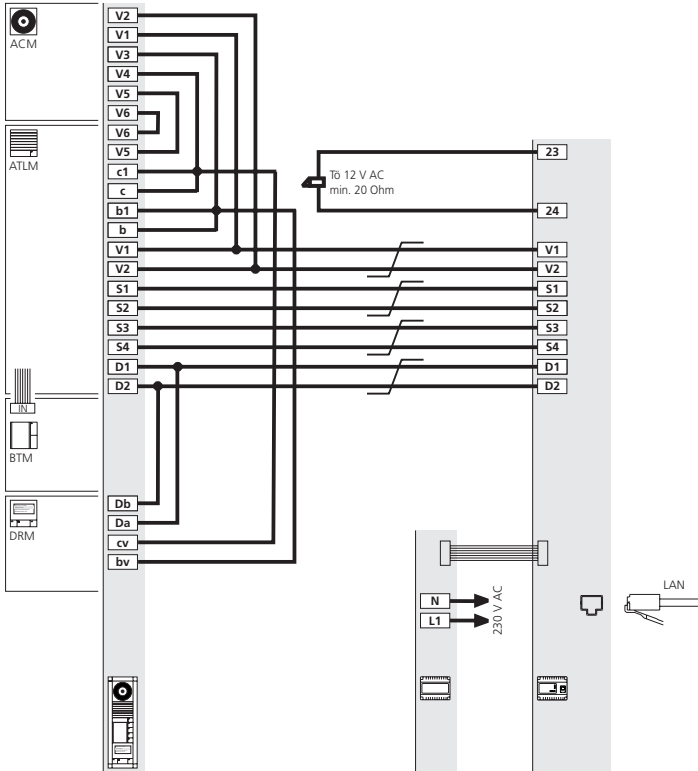 ACM
ATLM
IN
BTM
DRM
V2
V1
V3
V4
V5
V6
V6
V5
c1
c
b1
b
V1
V2
S1
S2
S3
S4
D1
D2
Db
Da
cv
bv
Tö 12 V AC
min. 20 Ohm
23
24
V1
V2
S1
S2
S3
S4
D1
D2
N
L1
230 V AC
LAN